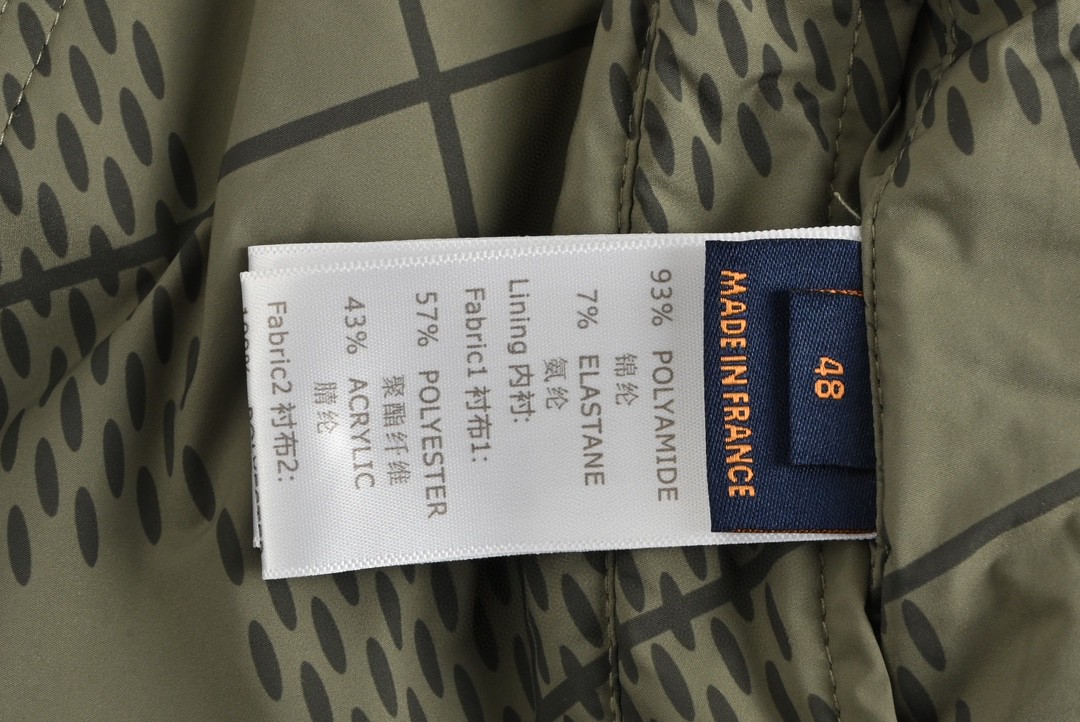 48
MADE IN FRANCE
93% POLYAMIDE
锦纶
7% ELASTANE
氨纶
Lining 内衬:
Fabric1 衬布1:
57% POLYESTER
聚酯纤维
43% ACRYLIC
腈纶
Fabric2 衬布2: